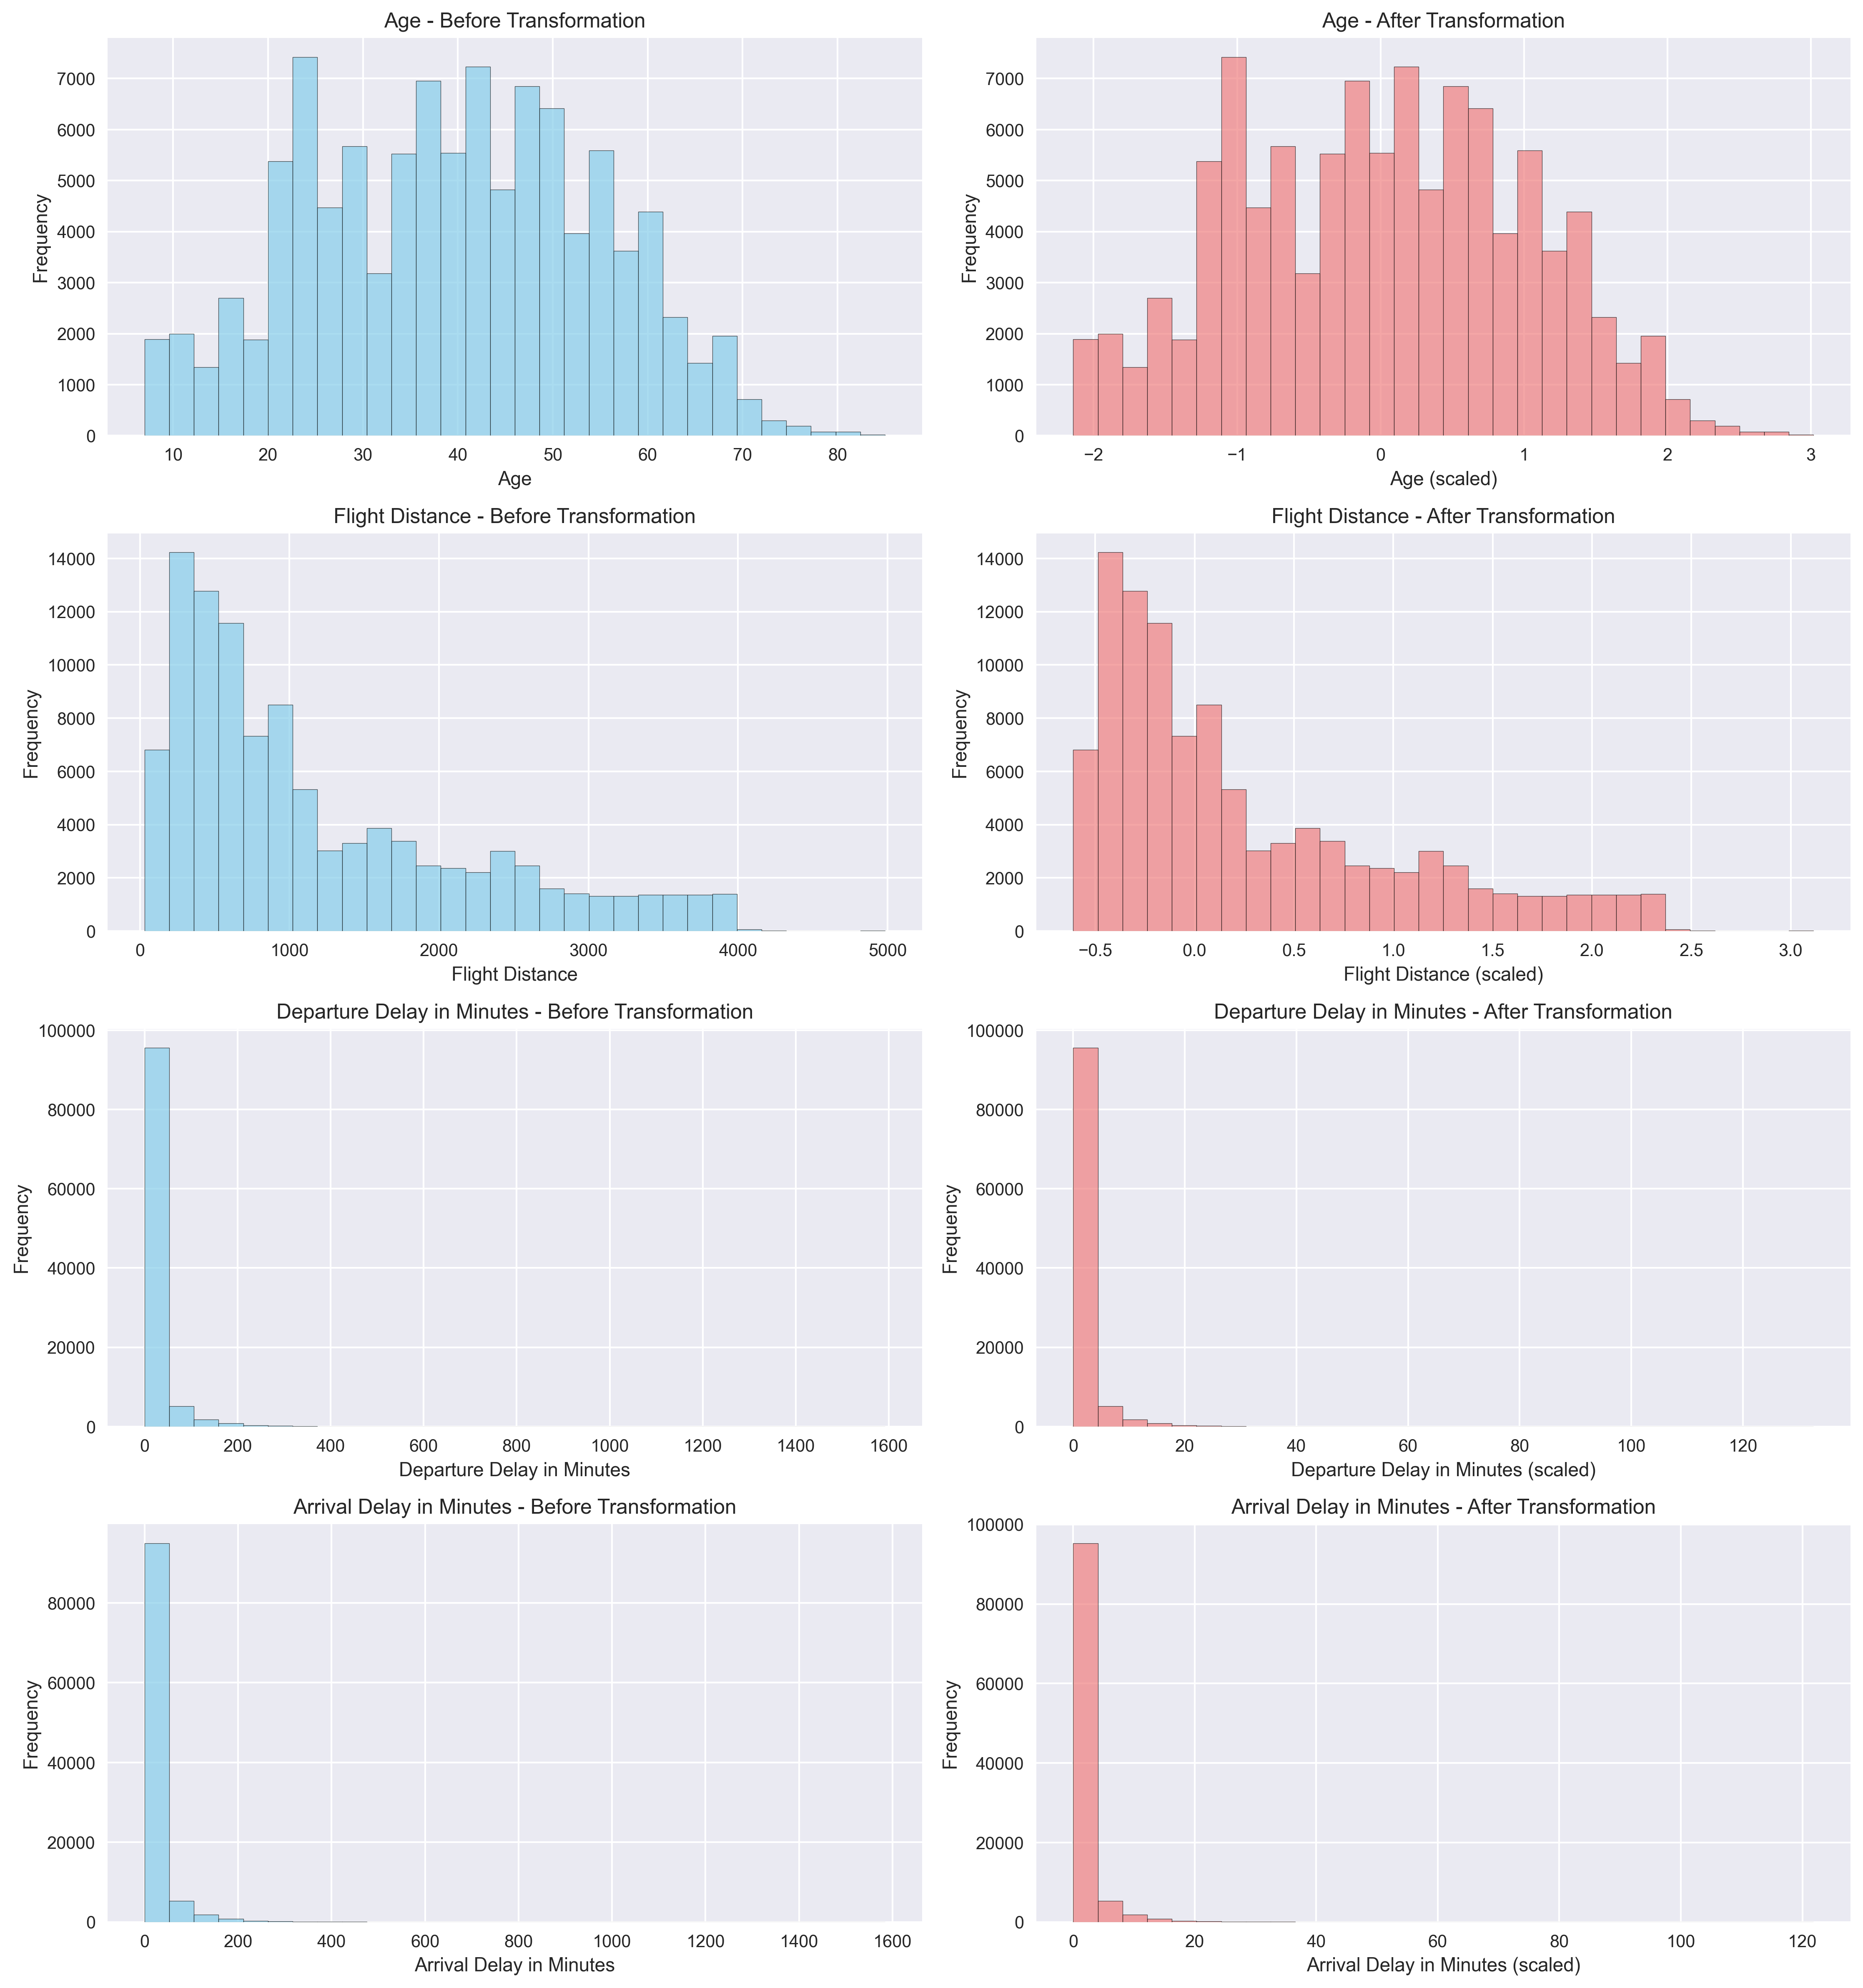 Age - Before Transformation
Frequency
7000
6000
5000
4000
3000
2000
1000
0
10 20 30 40 50 60 70 80
Age
Age - After Transformation
Frequency
7000
6000
5000
4000
3000
2000
1000
0
−2 −1 0 1 2 3
Age (scaled)
Flight Distance - Before Transformation
Frequency
14000
12000
10000
8000
6000
4000
2000
0
0 1000 2000 3000 4000 5000
Flight Distance
Flight Distance - After Transformation
Frequency
14000
12000
10000
8000
6000
4000
2000
0
−0.5 0.0 0.5 1.0 1.5 2.0 2.5 3.0
Flight Distance (scaled)
Departure Delay in Minutes - Before Transformation
Frequency
100000
80000
60000
40000
20000
0
0 200 400 600 800 1000 1200 1400 1600
Departure Delay in Minutes
Departure Delay in Minutes - After Transformation
Frequency
100000
80000
60000
40000
20000
0
0 20 40 60 80 100 120
Departure Delay in Minutes (scaled)
Arrival Delay in Minutes - Before Transformation
Frequency
80000
60000
40000
20000
0
0 200 400 600 800 1000 1200 1400 1600
Arrival Delay in Minutes
Arrival Delay in Minutes - After Transformation
Frequency
100000
80000
60000
40000
20000
0
0 20 40 60 80 100 120
Arrival Delay in Minutes (scaled)